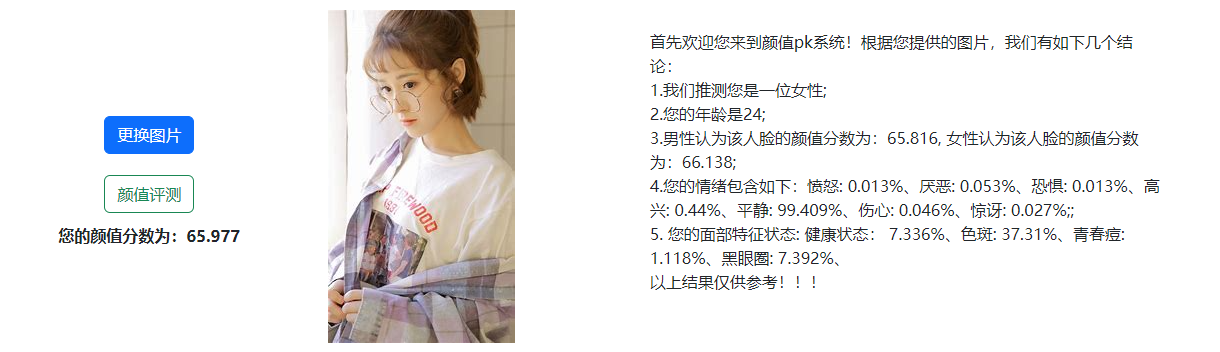 更换图片
颜值评测
您的颜值分数为：65.977
首先欢迎您来到颜值pk系统！根据您提供的图片，我们有如下几个结
论：
1.我们推测您是一位女性;
2.您的年龄是24;
3.男性认为该人脸的颜值分数为：65.816, 女性认为该人脸的颜值分数
为：66.138;
4.您的情绪包含如下：愤怒: 0.013%、厌恶: 0.053%、恐惧: 0.013%、高
兴: 0.44%、平静: 99.409%、伤心: 0.046%、惊讶: 0.027%;;
5. 您的面部特征状态: 健康状态： 7.336%、色斑: 37.31%、青春痘:
1.118%、黑眼圈: 7.392%、
以上结果仅供参考！！！